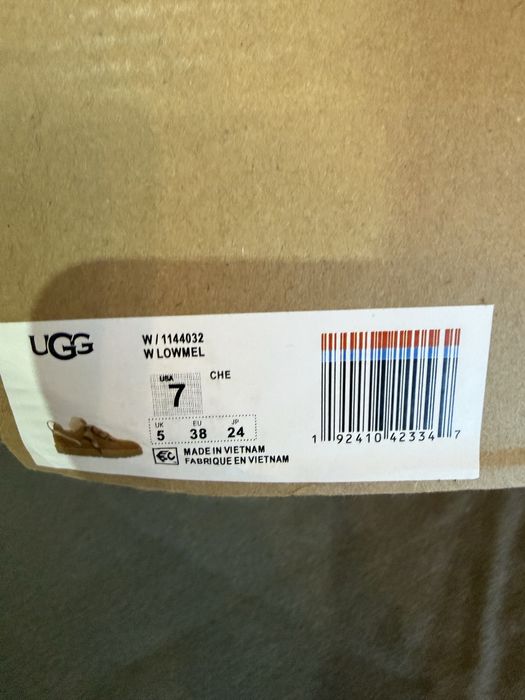 UGG
W / 1144032
W LOWMEL
USA
7
CHE
UK EU JP
5 38 24
MADE IN VIETNAM
FABRIQUE EN VIETNAM
1 92410 42334 7